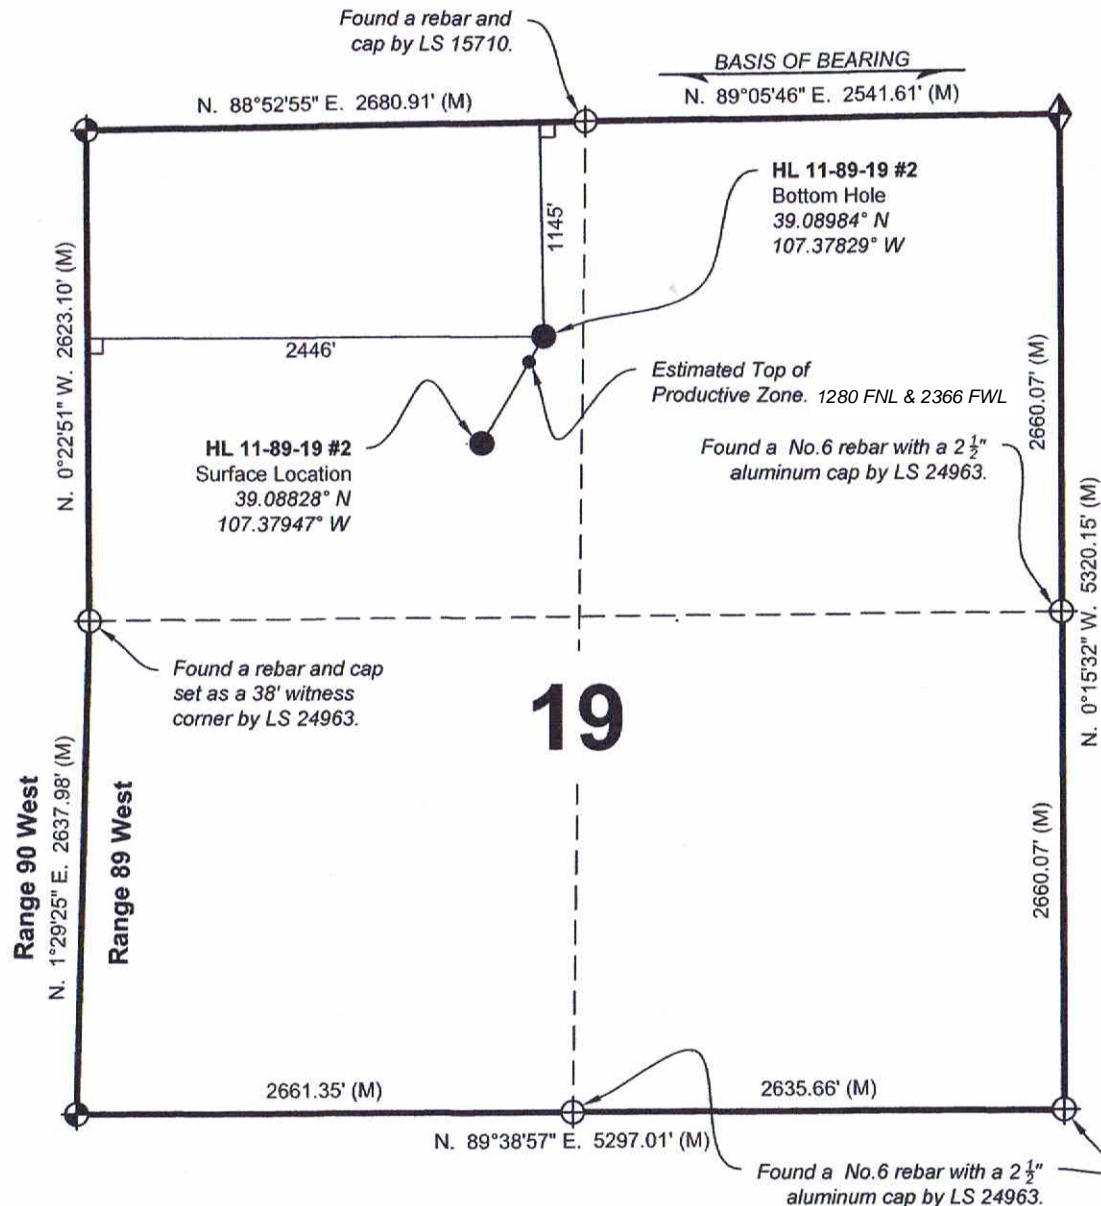 Found a rebar and
cap by LS 15710.
BASIS OF BEARING
N. 88°52'55" E. 2680.91' (M)
N. 89°05'46" E. 2541.61' (M)
HL 11-89-19 #2
Bottom Hole
39.08984° N
107.37829° W
1145'
N. 0°22'51" W. 2623.10' (M)
2446'
Estimated Top of
Productive Zone. 1280 FNL & 2366 FWL
2660.07' (M)
HL 11-89-19 #2
Surface Location
39.08828° N
107.37947° W
Found a No.6 rebar with a 2 1/2"
aluminum cap by LS 24963.
N. 0°15'32" W. 5320.15' (M)
Found a rebar and cap
set as a 38' witness
corner by LS 24963.
19
Range 90 West
N. 1°29'25" E. 2637.98' (M)
Range 89 West
2660.07' (M)
2661.35' (M)
2635.66' (M)
N. 89°38'57" E. 5297.01' (M)
Found a No.6 rebar with a 2 1/2"
aluminum cap by LS 24963.